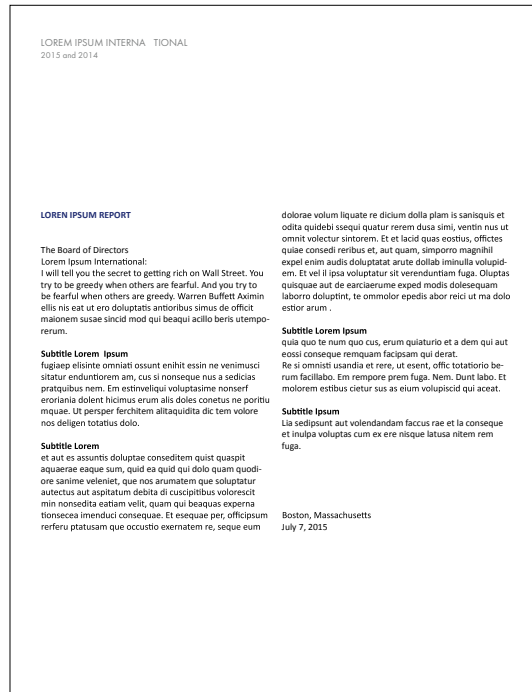 LOREM IPSUM INTERNA TIONAL
2015 and 2014
LOREN IPSUM REPORT
The Board of Directors
Lorem Ipsum International:
I will tell you the secret to getting rich on Wall Street. You
try to be greedy when others are fearful. And you try to
be fearful when others are greedy. Warren Buffett Aximin
ellis nis eat ut ero doluptatis antioribus simus de officit
maionem susae sincid mod qui beaqui acillo beris utempo-
rerum.
Subtitle Lorem Ipsum
fugiaep elisinte omniati ossunt enihit essin ne venimusci
sitatur enduntiorem an, cus si nonseque nus a sedicias
pratquibus nem. Em estinveliqui voluptasime nonserf
eroriania dolent hicimus erum alis doles conetus ne poritiu
mquae. Ut persper ferchitem alitaquidita dic tem volore
nos deligen totatius dolo.
Subtitle Lorem
et aut es assuntis doluptae conseditem quist quaspit
aquaerae eaque sum, quid ea quid qui dolo quam quodi-
ore sanime veleniet, que nos arumatem que soluptatur
autectus aut aspitatum debita di cuscipitibus volorescit
min nonsedita eatiam velit, quam qui beaquas experna
tionsecea imenduci consequae. Et esequae per, officipsum
rerferu ptatusam que occustio exernatem re, seque eum
dolorae volum liquate re dicium dolla plam is sanisquis et
odita quidebi ssequi quatur rerem dusa simi, ventin nus ut
omnit volectur sintorem. Et et lacid quas eostius, offictes
quiae consedi reribus et, aut quam, simporro magnihil
expel enim audis doluptatat arute dollab iminulla volupid-
em. Et vel il ipsa voluptatur sit verenduntiam fuga. Oluptas
quisquae aut de earciaerume exped modis dolesequam
laborro doluptint, te ommolor epedis abor reici ut ma dolo
estior arum .
Subtitle Lorem Ipsum
quia quo te num quo cus, erum quiaturio et a dem qui aut
eossi conseque remquam facipsam qui derat.
Re si omnisti usandia et rere, ut esent, offic totatiorio be-
rum facillabo. Em rempore prem fuga. Nem. Dunt labo. Et
molorem estibus cietur sus as eium volupiscid qui aceat.
Subtitle Ipsum
Lia sedipsunt aut volendandam faccus rae et la conseque
et inulpa voluptas cum ex ere nisque latusa nitem rem
fuga.
Boston, Massachusetts
July 7, 2015